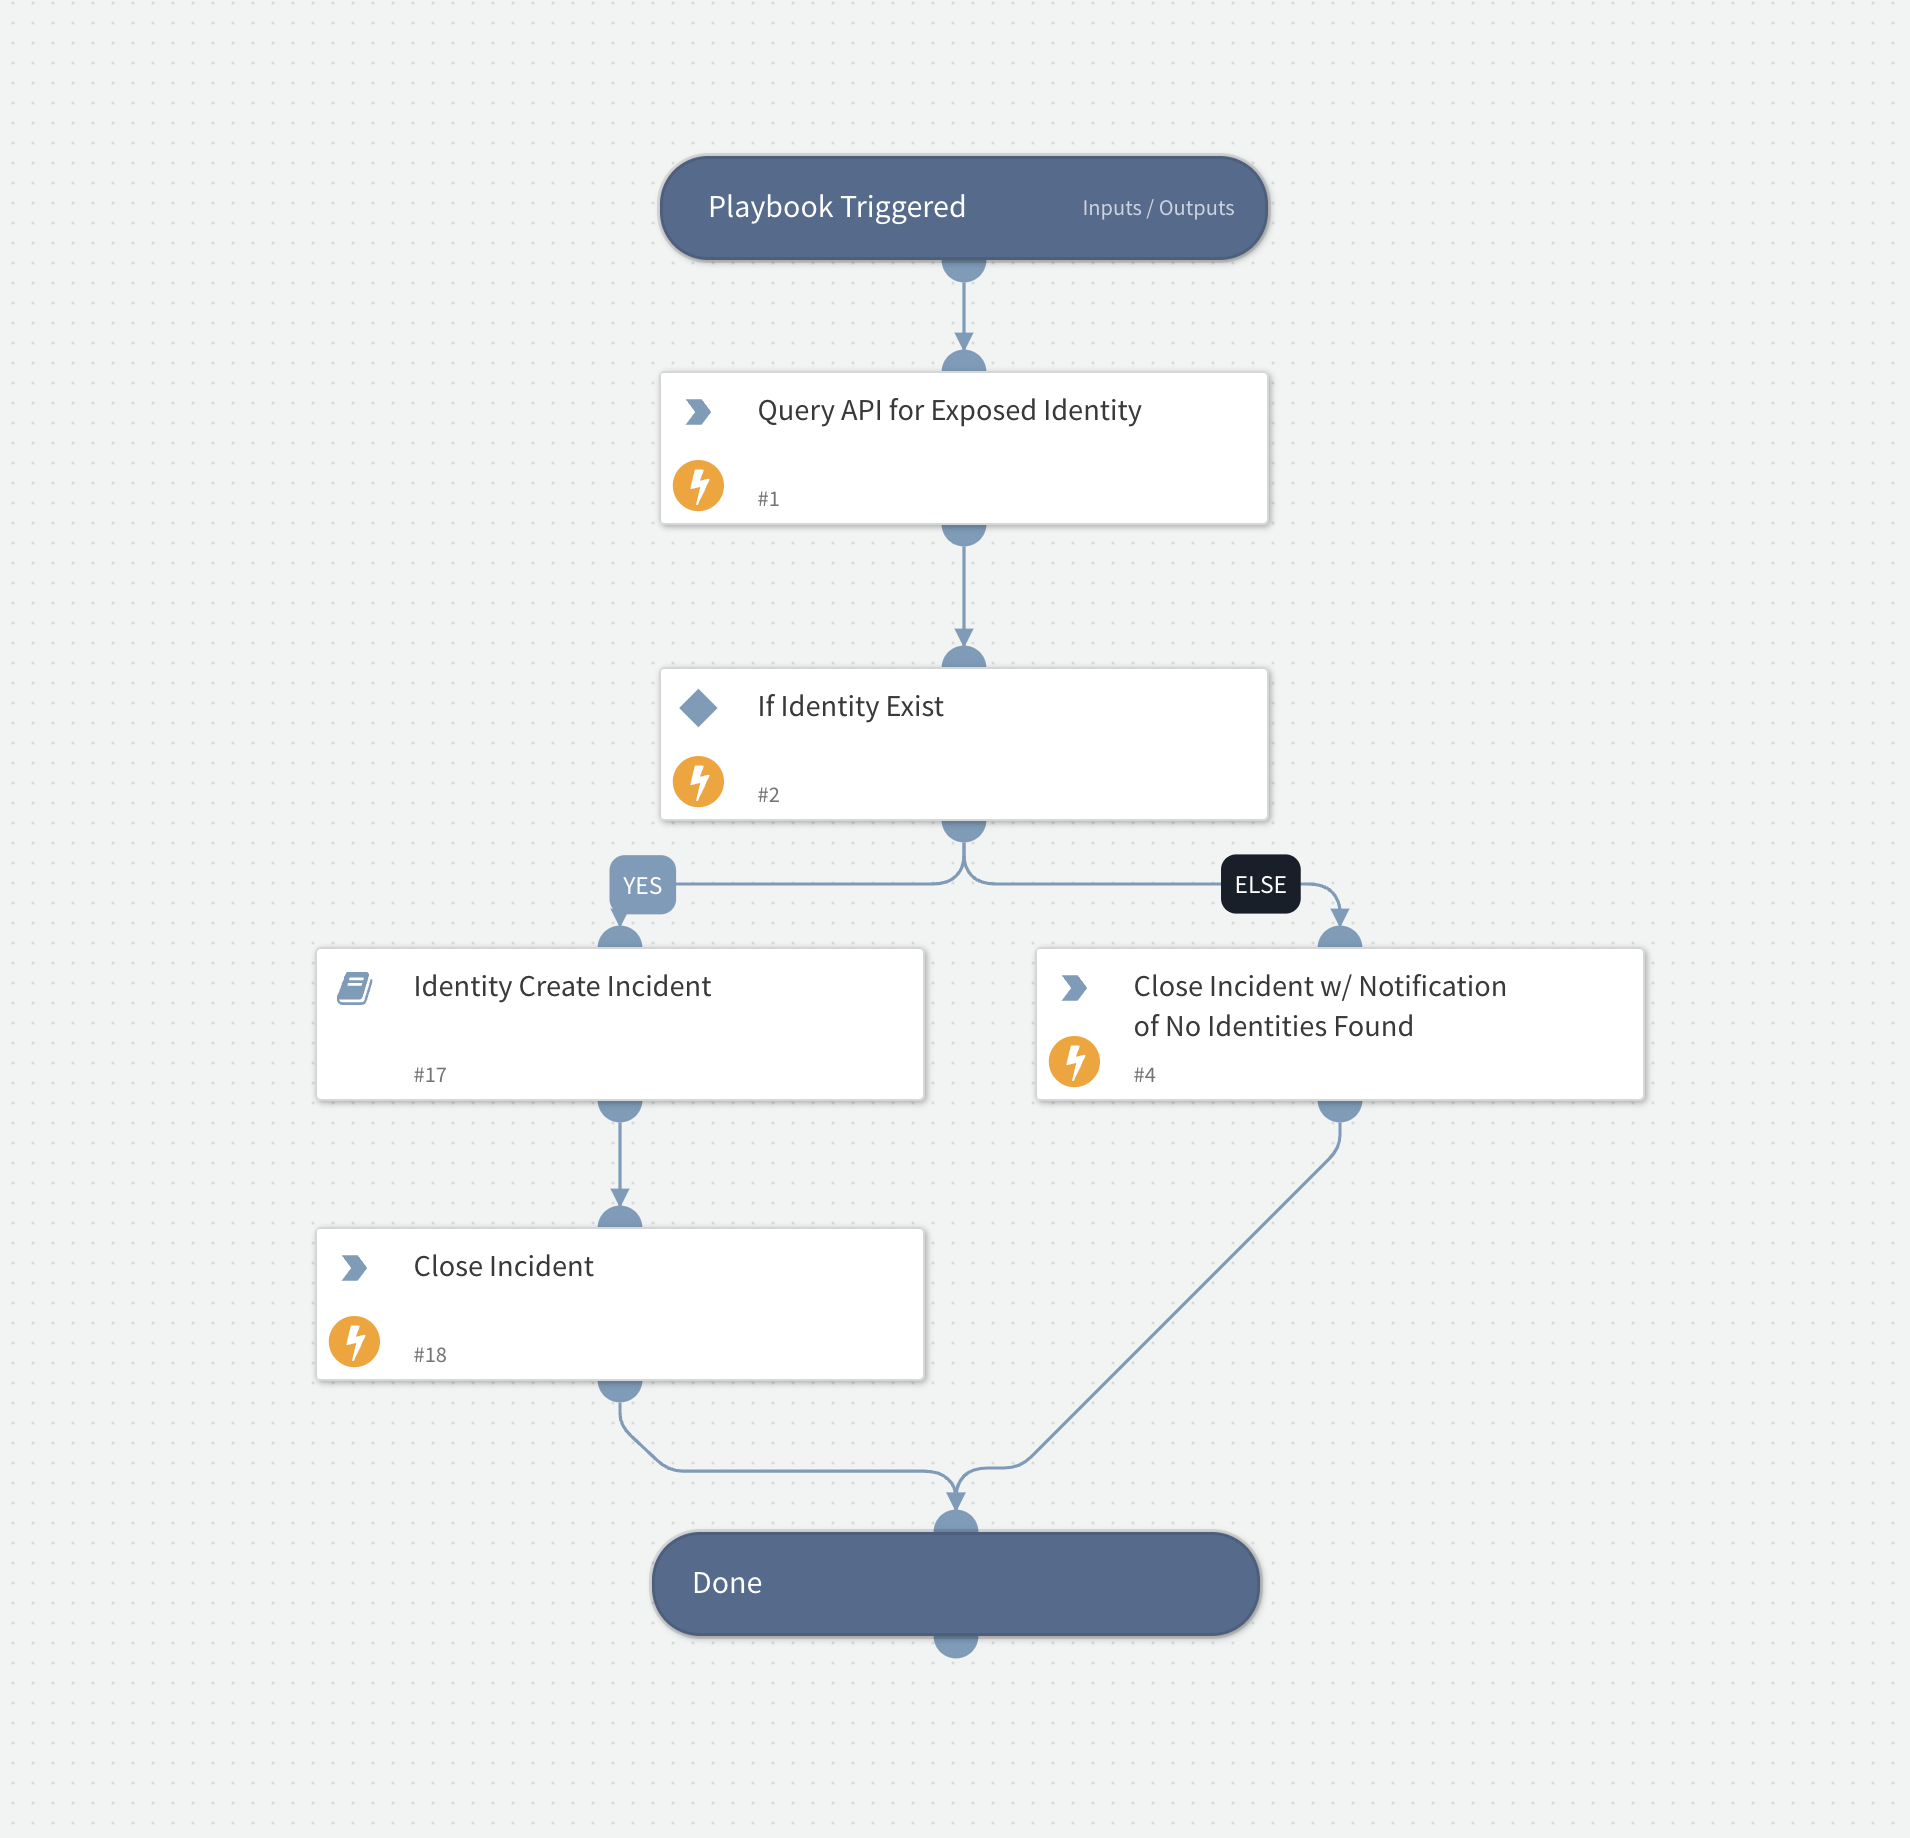 Playbook Triggered
Inputs / Outputs
Query API for Exposed Identity
#1
If Identity Exist
#2
YES
ELSE
Identity Create Incident
#17
Close Incident w/ Notification
of No Identities Found
#4
Close Incident
#18
Done